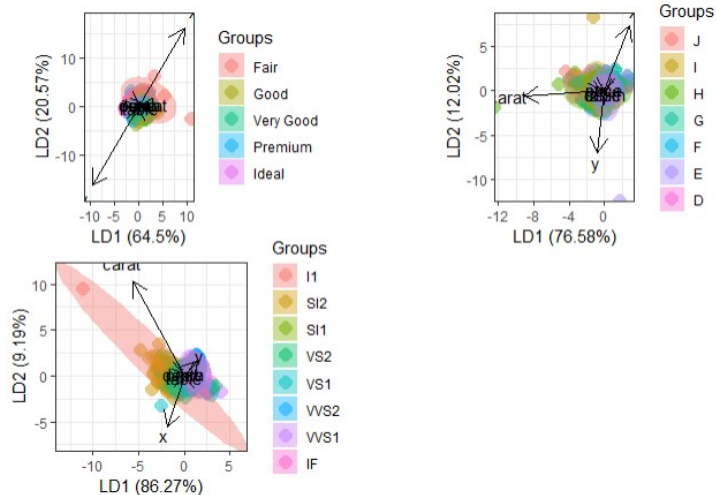 Groups
Fair
Good
Very Good
Premium
Ideal
LD2 (20.57%)
10
0
-10
-10 -5 0 5 10
LD1 (64.5%)
Groups
J
I
H
G
F
E
D
LD2 (12.02%)
5
0
-5
-10
arat
y
-12 -8 -4 0
LD1 (76.58%)
Groups
I1
SI2
SI1
VS2
VS1
VVS2
VVS1
IF
LD2 (9.19%)
10
5
0
-5
carat
y
x
-10 -5 0 5
LD1 (86.27%)